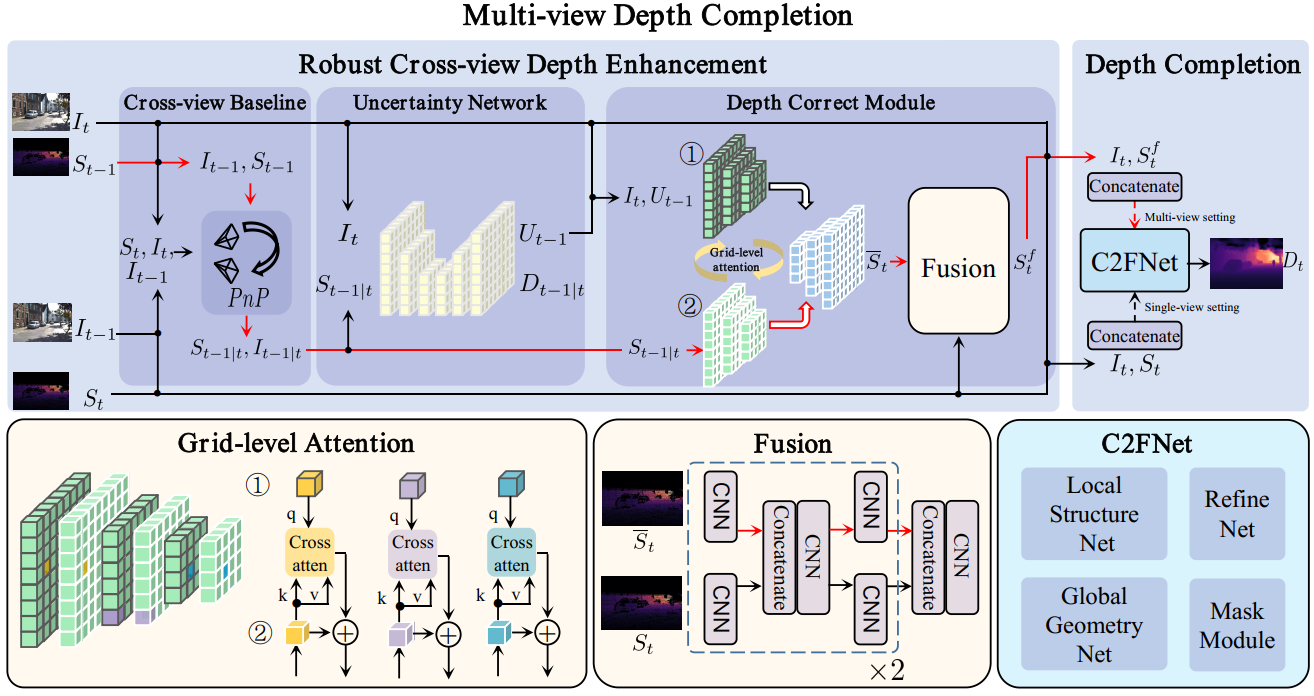 Multi-view Depth Completion
Robust Cross-view Depth Enhancement
Depth Completion
Cross-view Baseline
Uncertainty Network
Depth Correct Module
I_t
S_{t-1}
I_{t-1}, S_{t-1}
S_t, I_t,
I_{t-1}
PnP
I_{t-1}
S_{t-1|t}, I_{t-1|t}
S_t
I_t
S_{t-1|t}
U_{t-1}
D_{t-1|t}
I_t, U_{t-1}
①
Grid-level
attention
②
S_{t-1|t}
S̅_t
Fusion
S_t^f
I_t, S_t^f
Concatenate
Multi-view setting
C2FNet
D_t
Single-view setting
Concatenate
I_t, S_t
Grid-level Attention
①
q
q
q
Cross
atten
Cross
atten
Cross
atten
k
v
k
v
k
v
②
+
+
+
Fusion
S̅_t
S_t
CNN
CNN
Concatenate
CNN
CNN
CNN
Concatenate
CNN
×2
C2FNet
Local
Structure
Net
Refine
Net
Global
Geometry
Net
Mask
Module